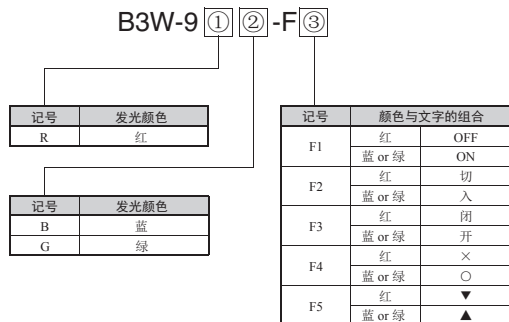 B3W-9 ① ② -F ③
记号 发光颜色
R 红
记号 发光颜色
B 蓝
G 绿
记号 颜色与文字的组合
F1 红 OFF
蓝 or 绿 ON
F2 红 切
蓝 or 绿 入
F3 红 闭
蓝 or 绿 开
F4 红 ×
蓝 or 绿 ○
F5 红 ▼
蓝 or 绿 ▲